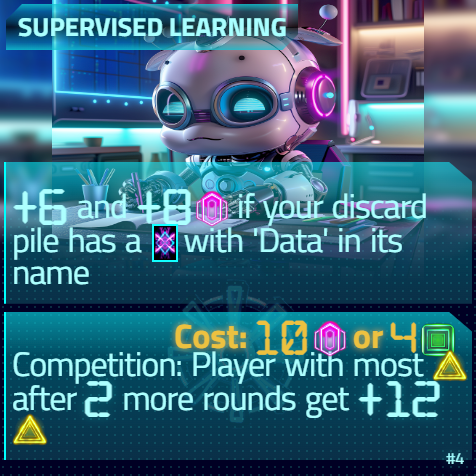 SUPERVISED LEARNING
+6 and +8 if your discard
pile has a with 'Data' in its
name
Cost: 10 or 4
Competition: Player with most
after 2 more rounds get +12
#4